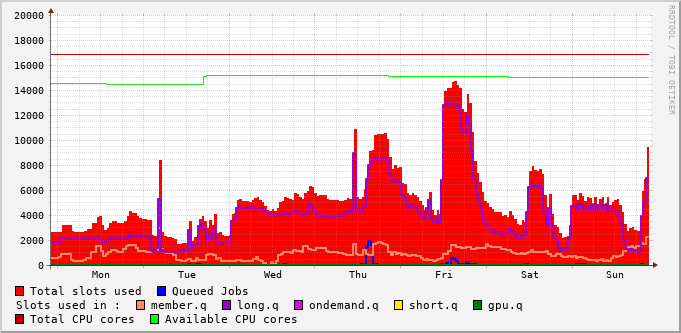 20000
18000
16000
14000
12000
10000
8000
6000
4000
2000
0
Mon Tue Wed Thu Fri Sat Sun
RRDTOOL / TOBI OETIKER
Total slots used Queued Jobs
Slots used in : member.q long.q ondemand.q short.q gpu.q
Total CPU cores Available CPU cores